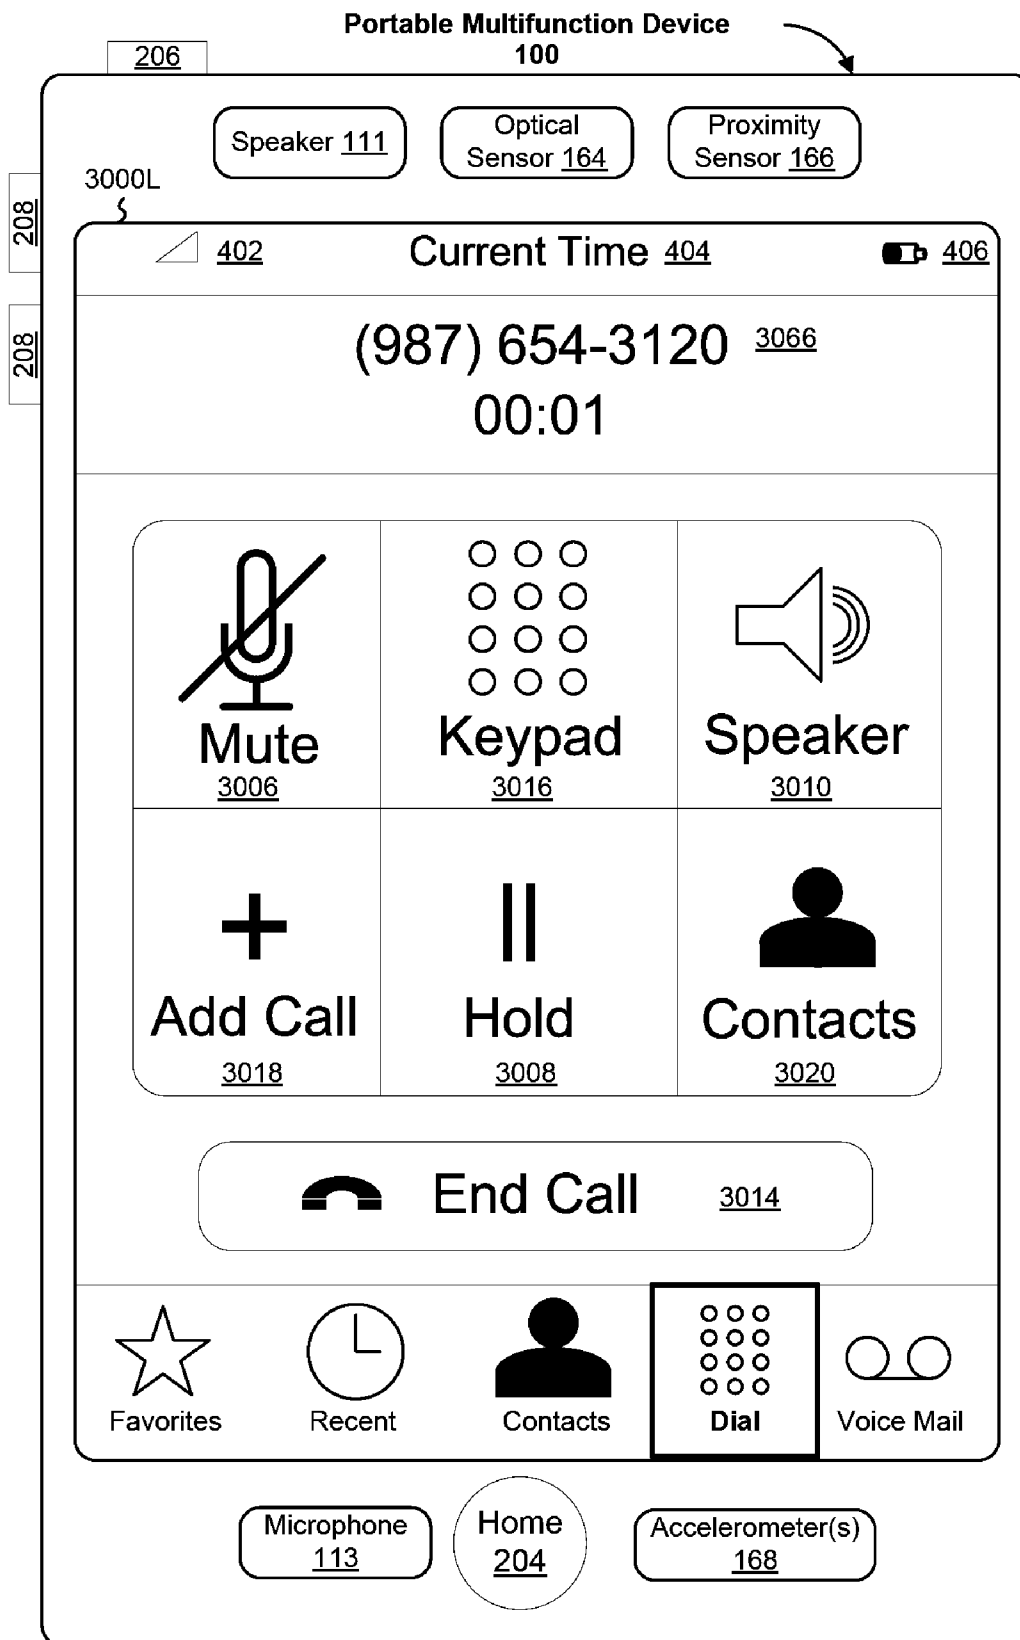 Portable Multifunction Device
100
206
Speaker 111
Optical
Sensor 164
Proximity
Sensor 166
3000L
208
208
402
Current Time 404
406
(987) 654-3120 3066
00:01
Mute
3006
Keypad
3016
Speaker
3010
Add Call
3018
Hold
3008
Contacts
3020
End Call 3014
Favorites
Recent
Contacts
Dial
Voice Mail
Microphone
113
Home
204
Accelerometer(s)
168